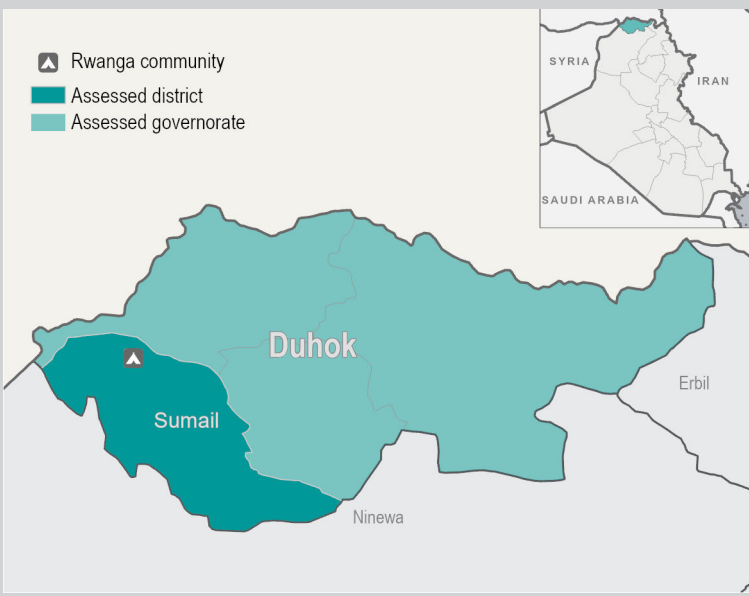 Rwanga community
Assessed district
Assessed governorate
SYRIA
IRAN
SAUDI ARABIA
Duhok
Erbil
Sumail
Ninewa